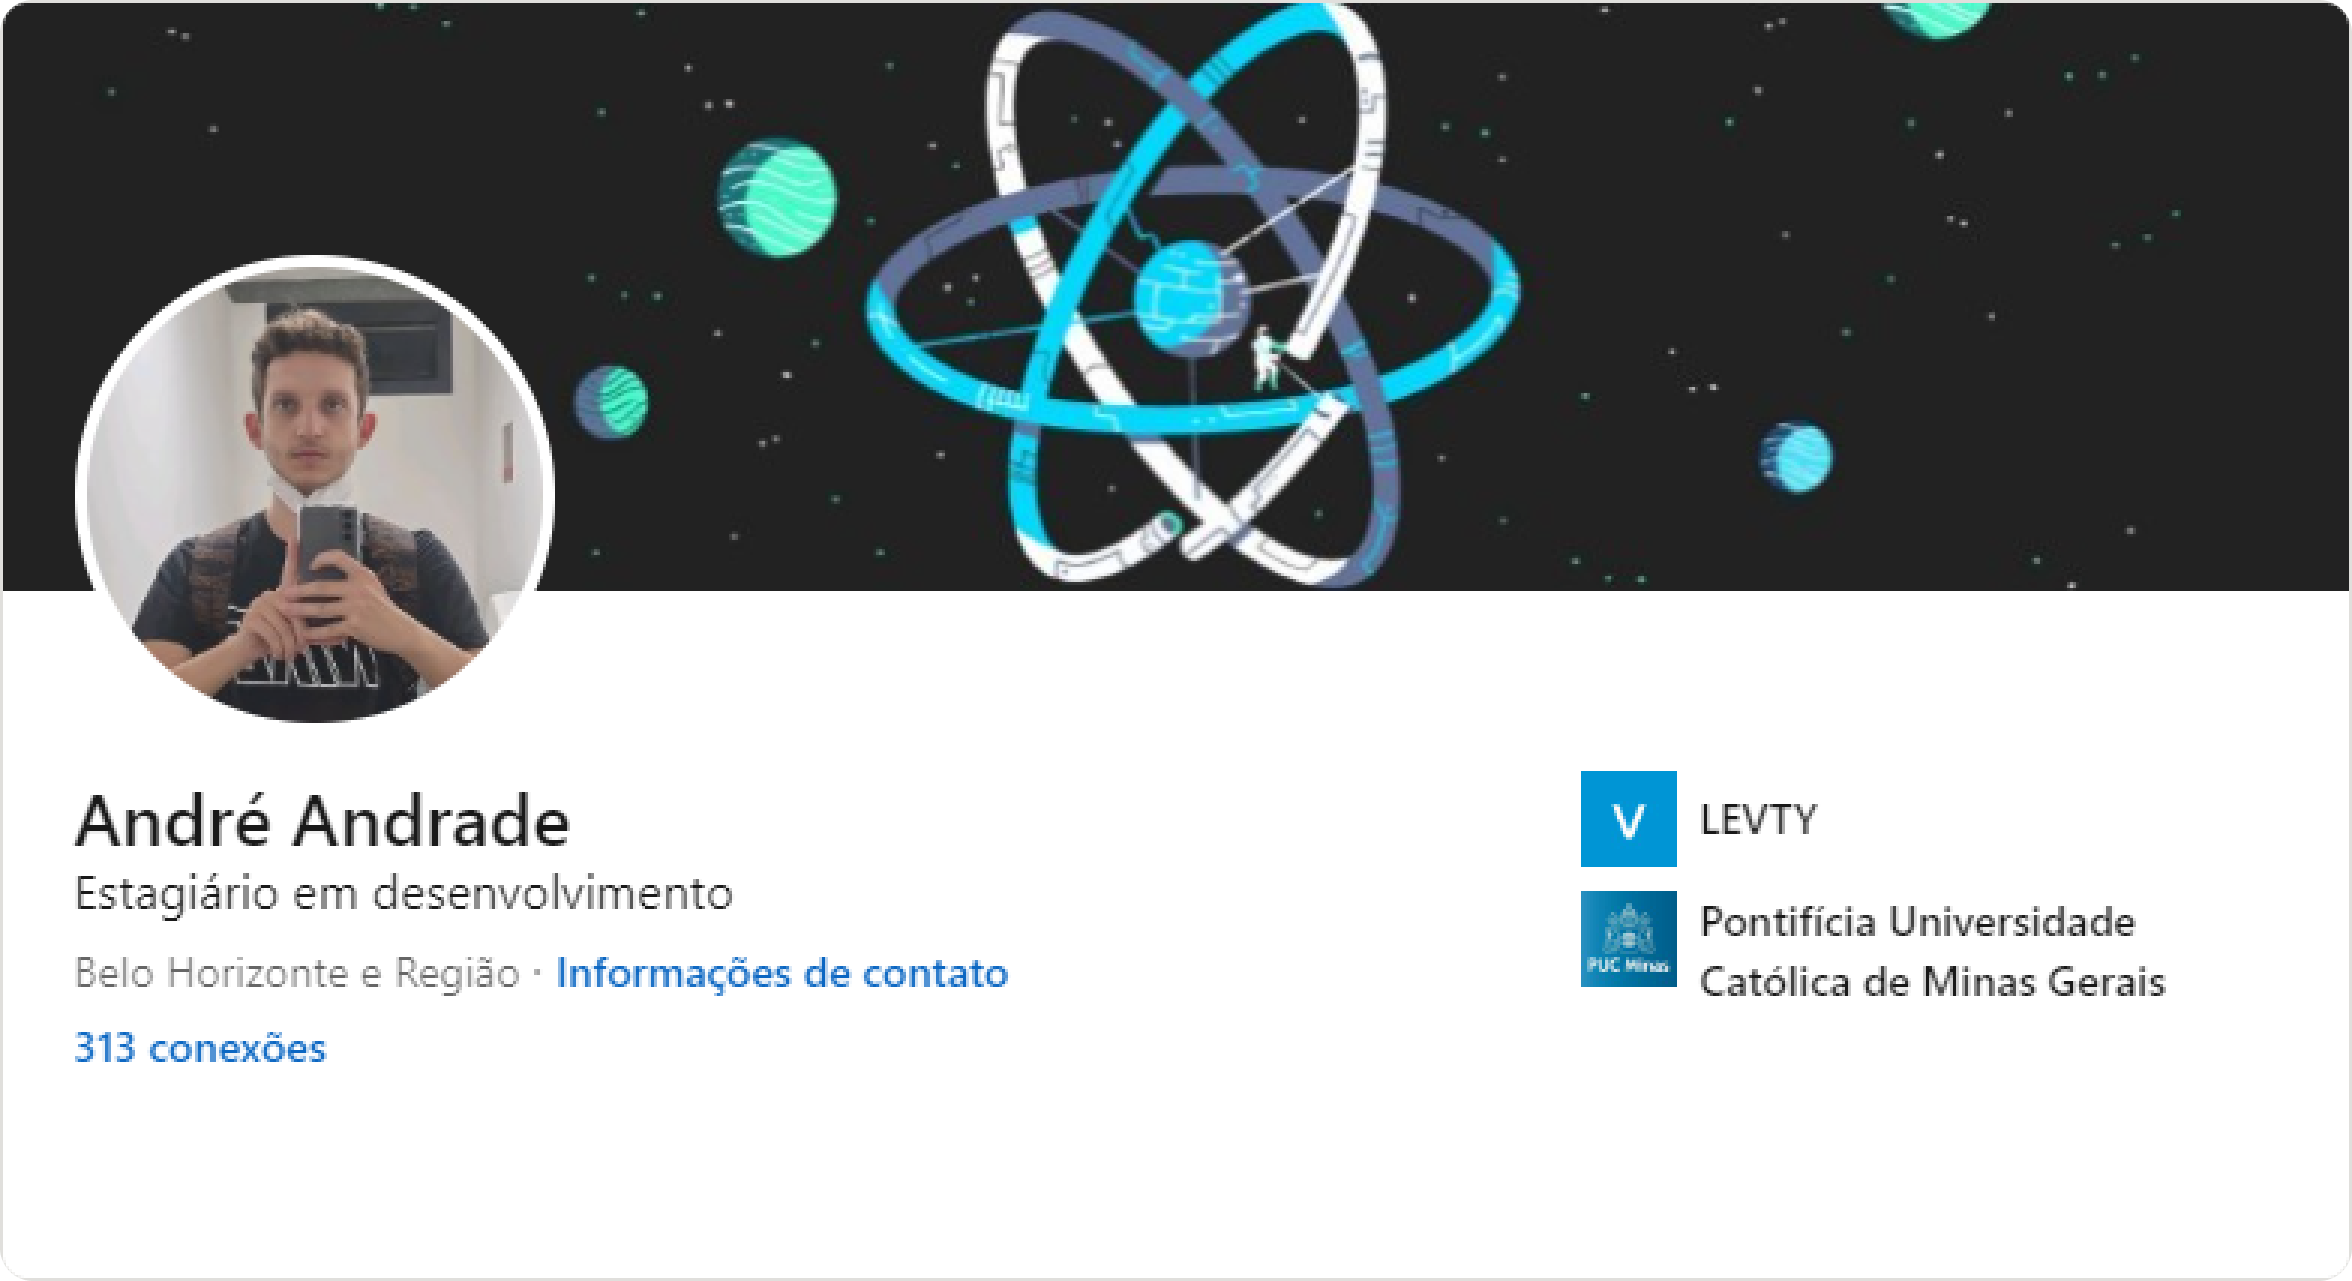 André Andrade
Estagiário em desenvolvimento
Belo Horizonte e Região · Informações de contato
313 conexões
V
LEVTY
PUC Minas
Pontifícia Universidade
Católica de Minas Gerais